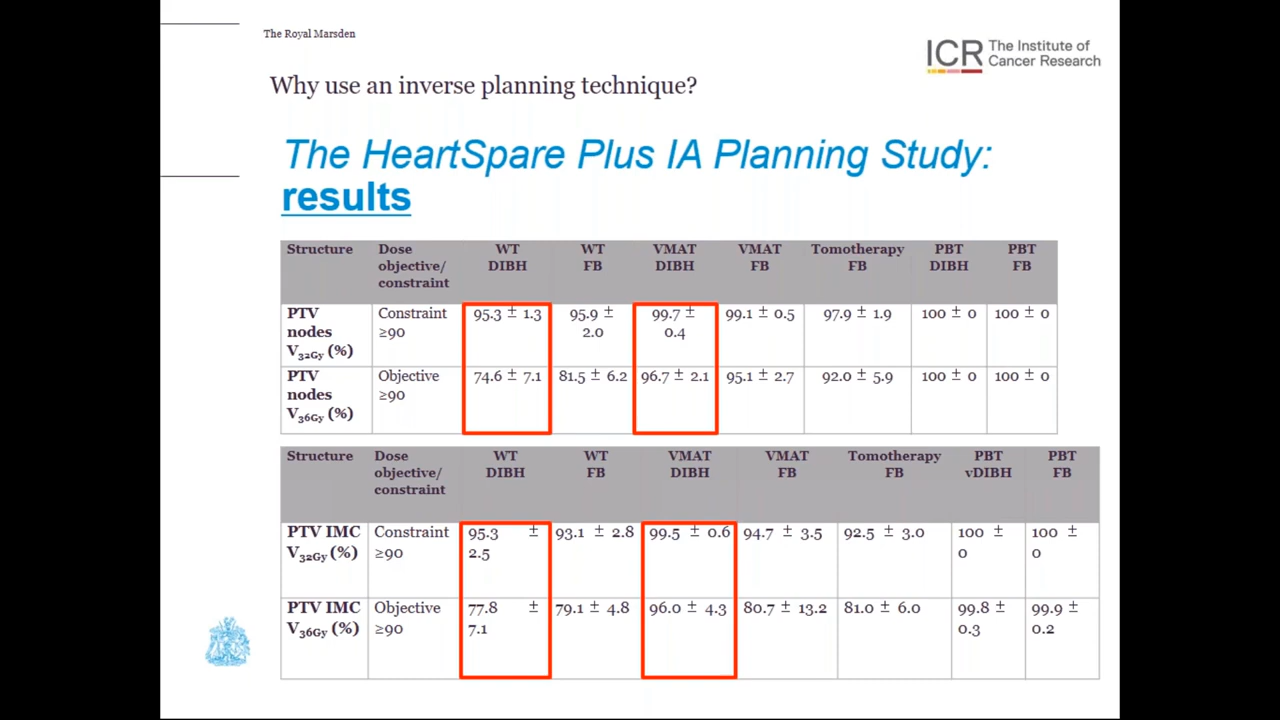 The Royal Marsden
ICR The Institute of
Cancer Research
Why use an inverse planning technique?
The HeartSpare Plus IA Planning Study:
results
Structure Dose objective/ constraint WT DIBH WT FB VMAT DIBH VMAT FB Tomotherapy FB PBT DIBH PBT FB
PTV nodes V32Gy (%) Constraint ≥90 95.3 ± 1.3 95.9 ± 2.0 99.7 ± 0.4 99.1 ± 0.5 97.9 ± 1.9 100 ± 0 100 ± 0
PTV nodes V36Gy (%) Objective ≥90 74.6 ± 7.1 81.5 ± 6.2 96.7 ± 2.1 95.1 ± 2.7 92.0 ± 5.9 100 ± 0 100 ± 0
Structure Dose objective/ constraint WT DIBH WT FB VMAT DIBH VMAT FB Tomotherapy FB PBT vDIBH PBT FB
PTV IMC V32Gy (%) Constraint ≥90 95.3 ± 2.5 93.1 ± 2.8 99.5 ± 0.6 94.7 ± 3.5 92.5 ± 3.0 100 ± 0 100 ± 0
PTV IMC V36Gy (%) Objective ≥90 77.8 ± 7.1 79.1 ± 4.8 96.0 ± 4.3 80.7 ± 13.2 81.0 ± 6.0 99.8 ± 0.3 99.9 ± 0.2